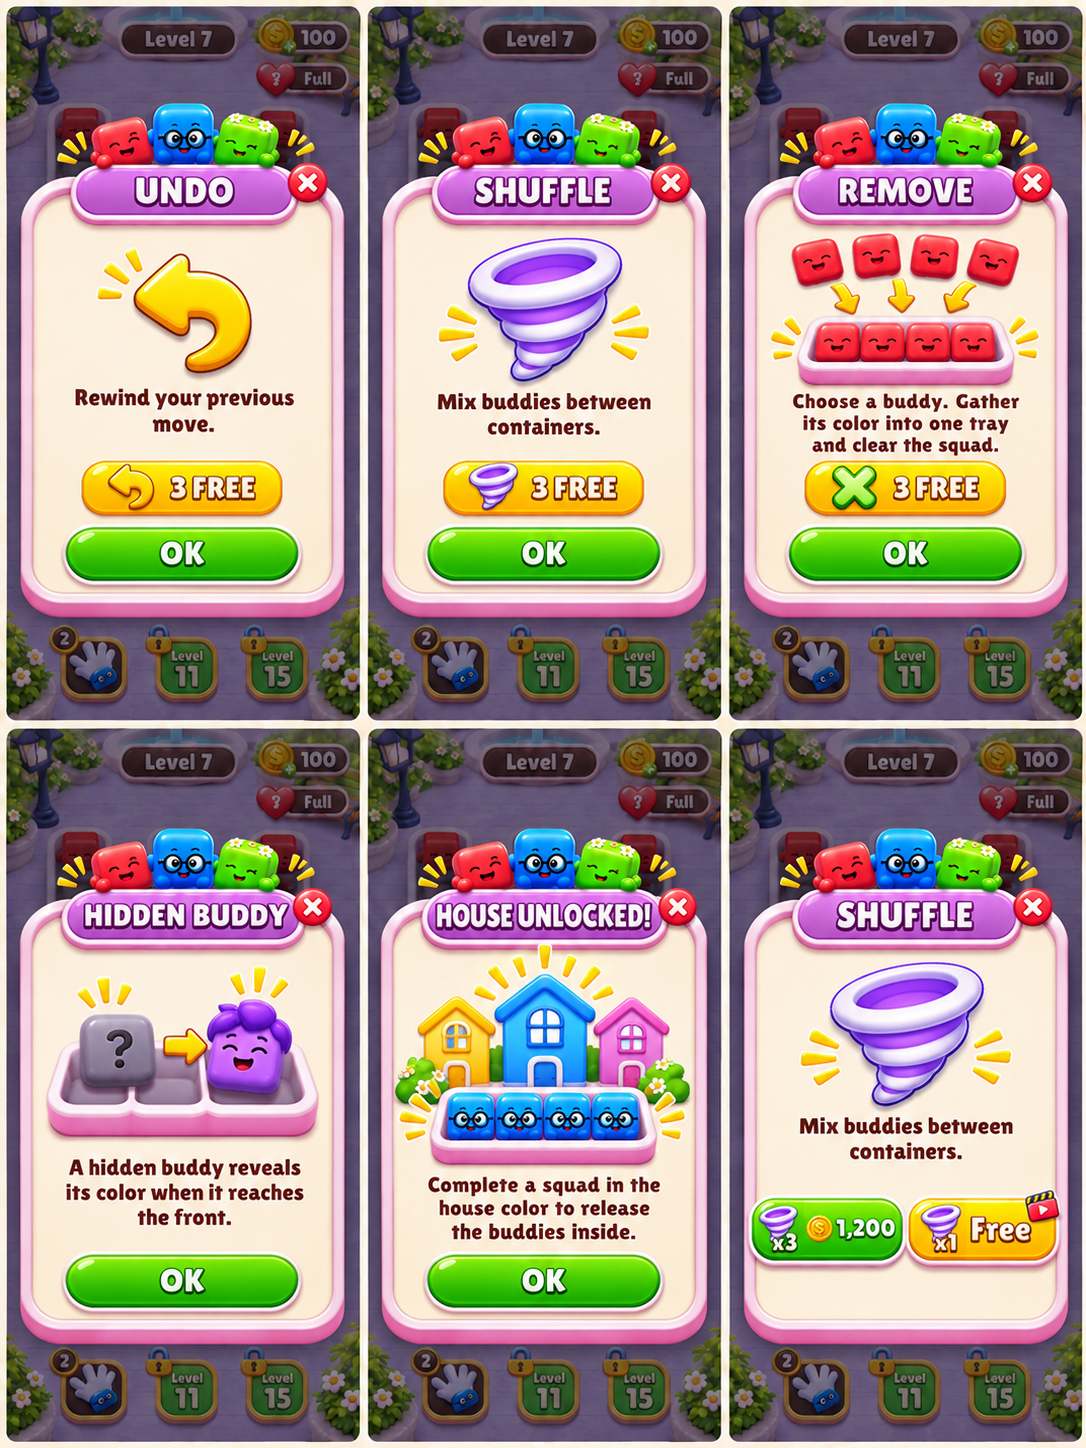 Level 7
100
? Full
UNDO
Rewind your previous
move.
3 FREE
OK
2
Level
11
Level
15
Level 7
100
? Full
SHUFFLE
Mix buddies between
containers.
3 FREE
OK
2
Level
11
Level
15
Level 7
100
? Full
REMOVE
Choose a buddy. Gather
its color into one tray
and clear the squad.
3 FREE
OK
2
Level
11
Level
15
Level 7
100
? Full
HIDDEN BUDDY
?
A hidden buddy reveals
its color when it reaches
the front.
OK
2
Level
11
Level
15
Level 7
100
? Full
HOUSE UNLOCKED!
Complete a squad in the
house color to release
the buddies inside.
OK
2
Level
11
Level
15
Level 7
100
? Full
SHUFFLE
Mix buddies between
containers.
x3 1,200
x1 Free
2
Level
11
Level
15